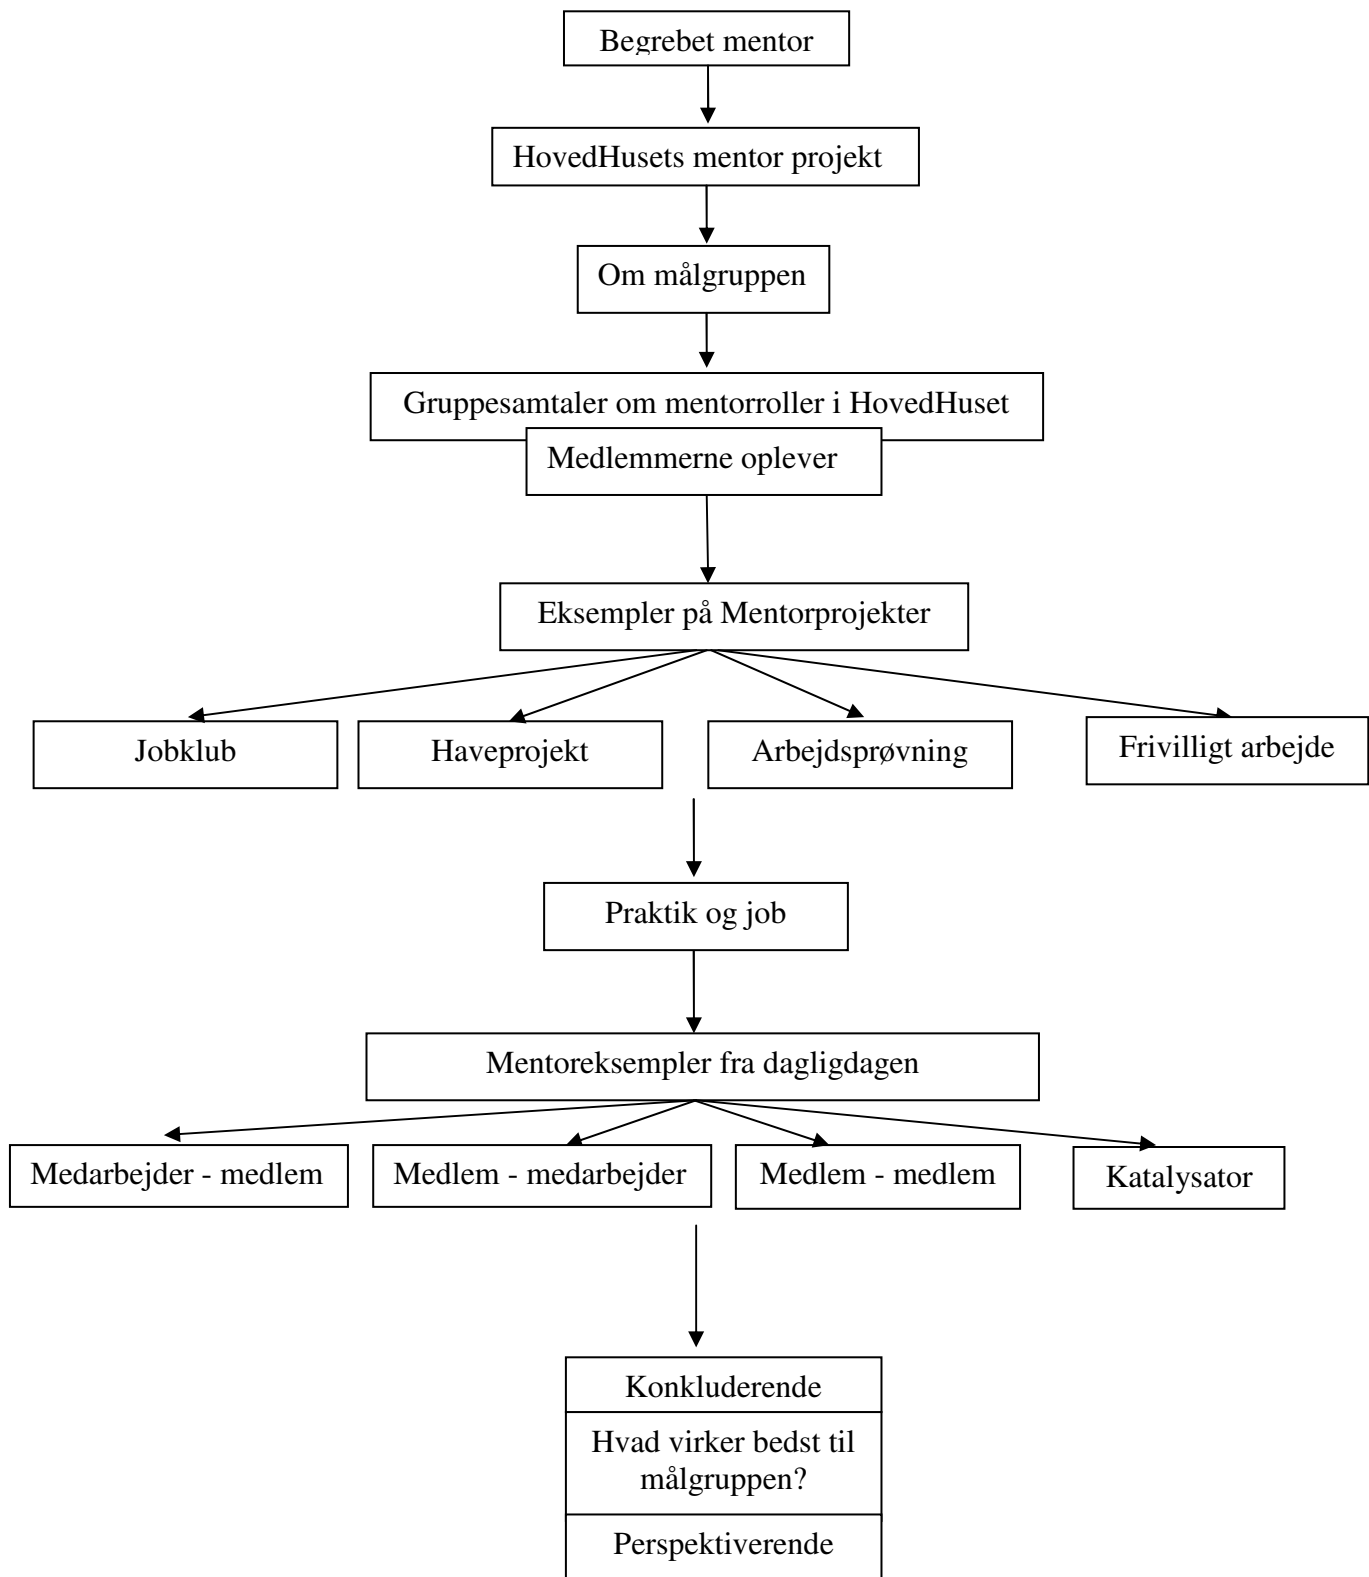 Begrebet mentor
HovedHusets mentor projekt
Om målgruppen
Gruppesamtaler om mentorroller i HovedHuset
Medlemmerne oplever
Eksempler på Mentorprojekter
Jobklub
Haveprojekt
Arbejdsprøvning
Frivilligt arbejde
Praktik og job
Mentoreksempler fra dagligdagen
Medarbejder - medlem
Medlem - medarbejder
Medlem - medlem
Katalysator
Konkluderende
Hvad virker bedst til
målgruppen?
Perspektiverende